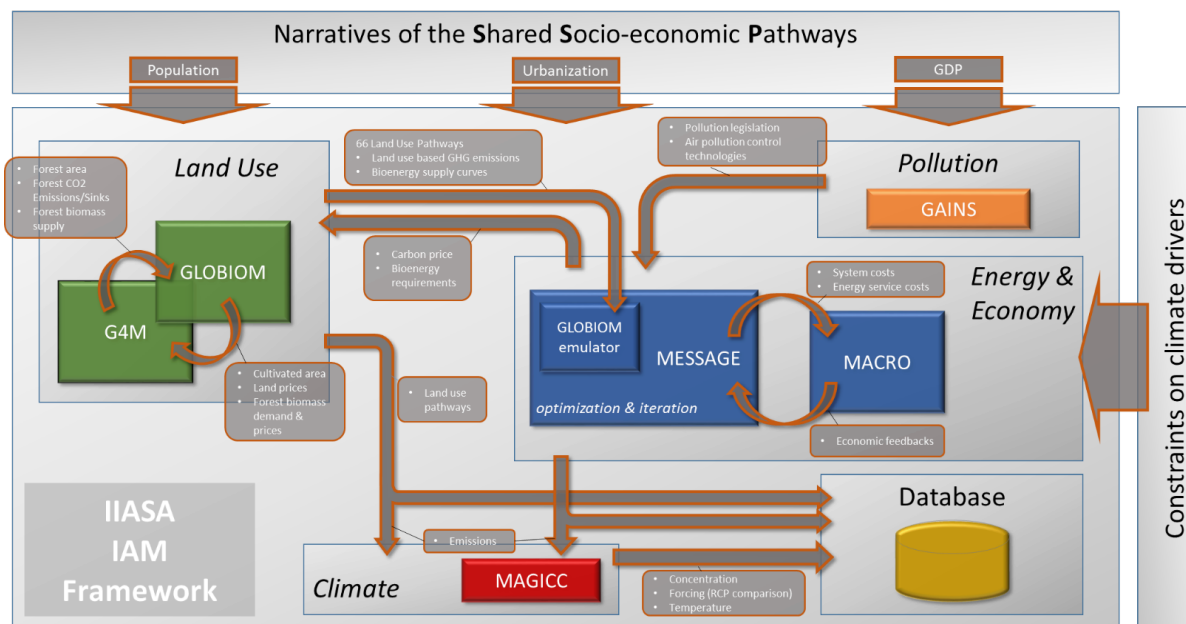 Narratives of the Shared Socio-economic Pathways
Population
Urbanization
GDP
Land Use
• Forest area
• Forest CO2
Emissions/Sinks
• Forest biomass
supply
GLOBIOM
G4M
• Cultivated area
• Land prices
• Forest biomass
demand &
prices
66 Land Use Pathways
• Land use based GHG emissions
• Bioenergy supply curves
• Carbon price
• Bioenergy
requirements
• Pollution legislation
• Air pollution control
technologies
Pollution
GAINS
Energy &
Economy
• System costs
• Energy service costs
GLOBIOM
emulator
MESSAGE
MACRO
optimization & iteration
• Economic feedbacks
• Land use
pathways
Constraints on climate drivers
IIASA
IAM
Framework
• Emissions
Climate
MAGICC
• Concentration
• Forcing (RCP comparison)
• Temperature
Database